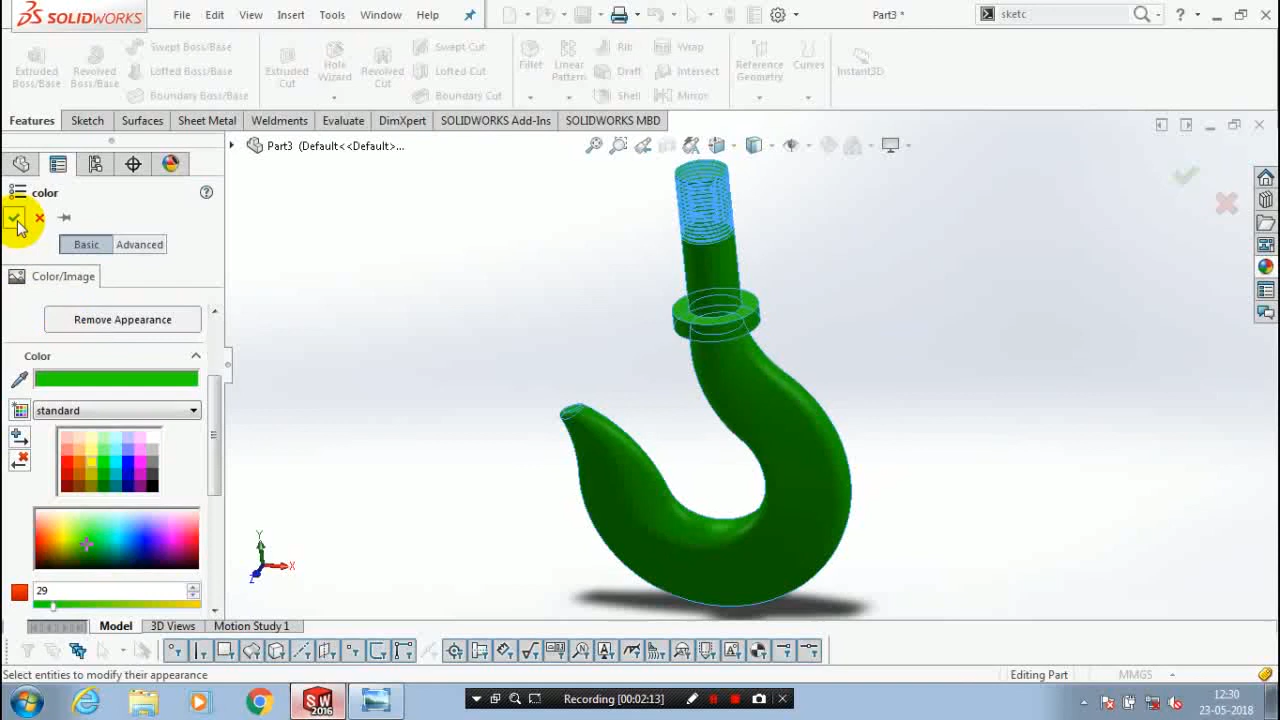 SOLIDWORKS File Edit View Insert Tools Window Help Part3 * sketc ?
Extruded Boss/Base
Revolved Boss/Base
Swept Boss/Base
Lofted Boss/Base
Boundary Boss/Base
Extruded Cut
Hole Wizard
Revolved Cut
Swept Cut
Lofted Cut
Boundary Cut
Fillet
Linear Pattern
Rib
Draft
Shell
Wrap
Intersect
Mirror
Reference Geometry
Curves
Instant3D
Features Sketch Surfaces Sheet Metal Weldments Evaluate DimXpert SOLIDWORKS Add-Ins SOLIDWORKS MBD
Part3 (Default<<Default>...
color ?
Basic Advanced
Color/Image
Remove Appearance
Color
standard
29
Y
X
Z
Model 3D Views Motion Study 1
Select entities to modify their appearance Editing Part MMGS
SW 2016
Recording [00:02:13]
12:30
23-05-2018